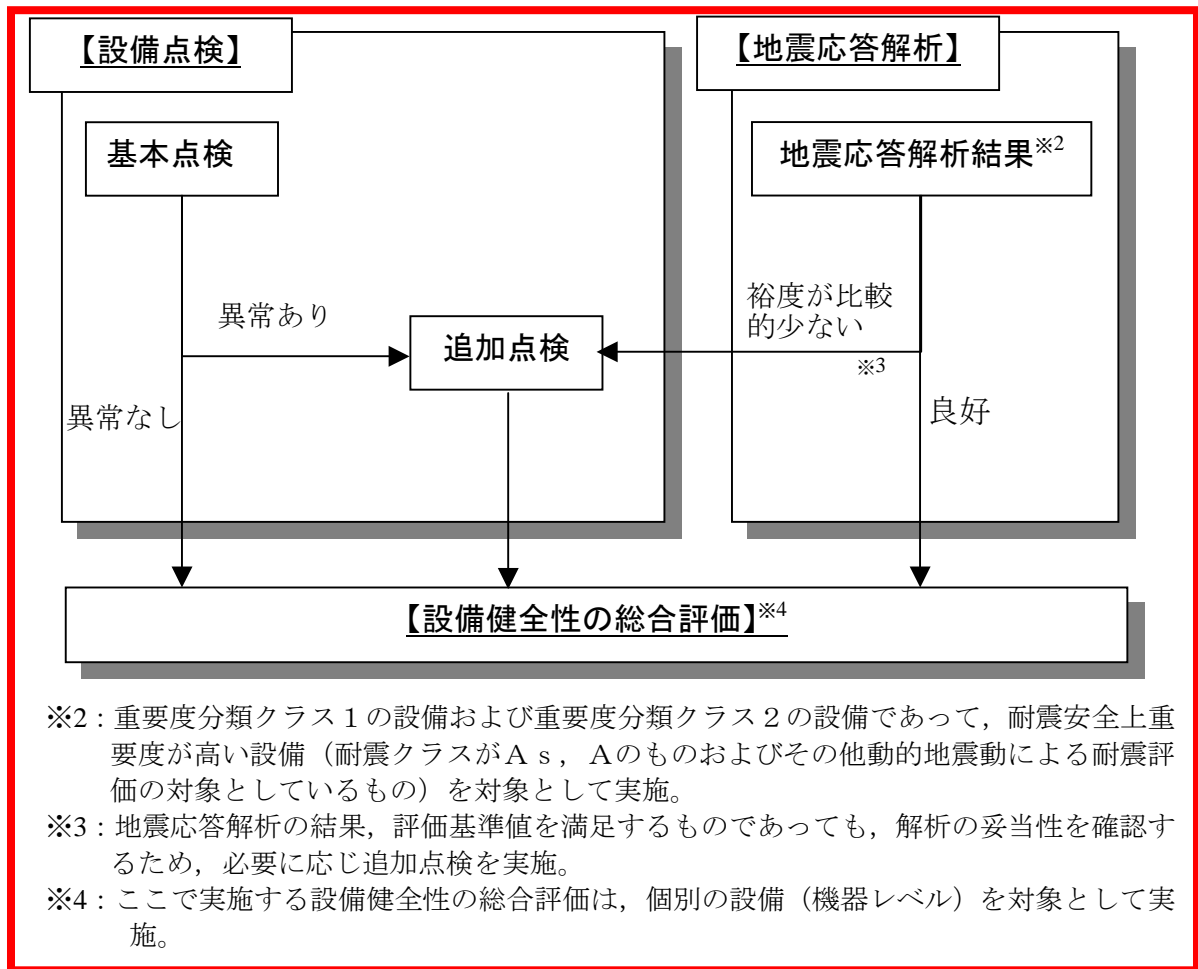 【設備点検】
【地震応答解析】
基本点検
地震応答解析結果※2
異常あり
裕度が比較
的少ない
追加点検
※3
異常なし
良好
【設備健全性の総合評価】※4
※2：重要度分類クラス１の設備および重要度分類クラス２の設備であって，耐震安全上重
要度が高い設備（耐震クラスがＡｓ，Ａのものおよびその他動的地震動による耐震評
価の対象としているもの）を対象として実施。
※3：地震応答解析の結果，評価基準値を満足するものであっても，解析の妥当性を確認す
るため，必要に応じ追加点検を実施。
※4：ここで実施する設備健全性の総合評価は，個別の設備（機器レベル）を対象として実
施。